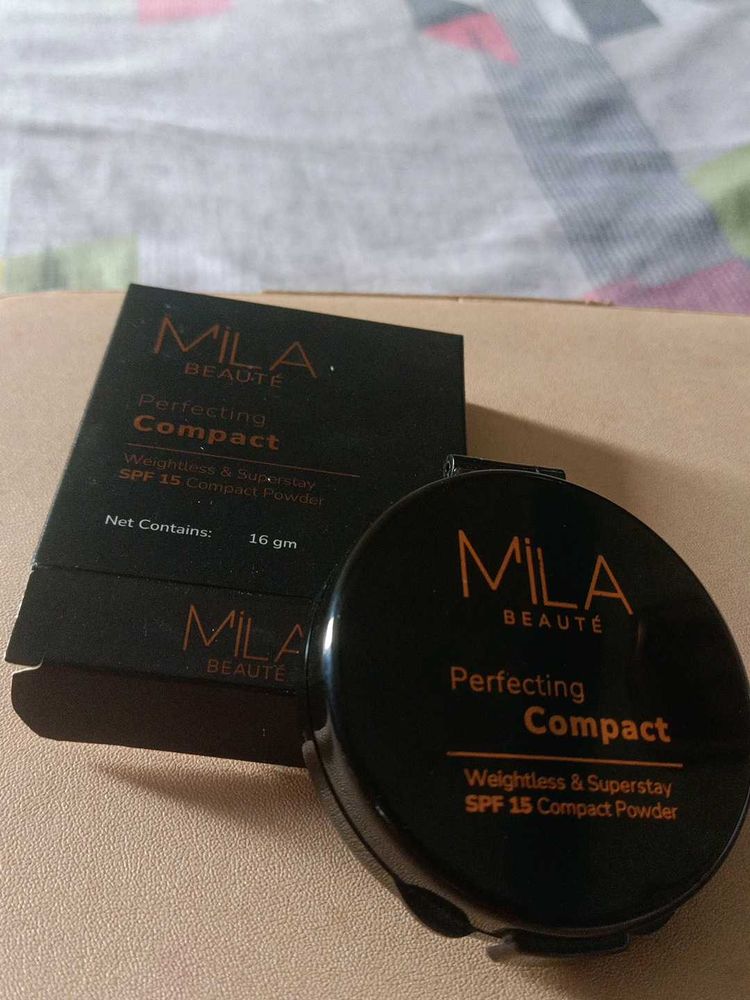 MiLA
BEAUTÉ
Perfecting
Compact
Weightless & Superstay
SPF 15 Compact Powder
Net Contains: 16 gm
MiLA
BEAUTÉ
MiLA
BEAUTÉ
Perfecting
Compact
Weightless & Superstay
SPF 15 Compact Powder